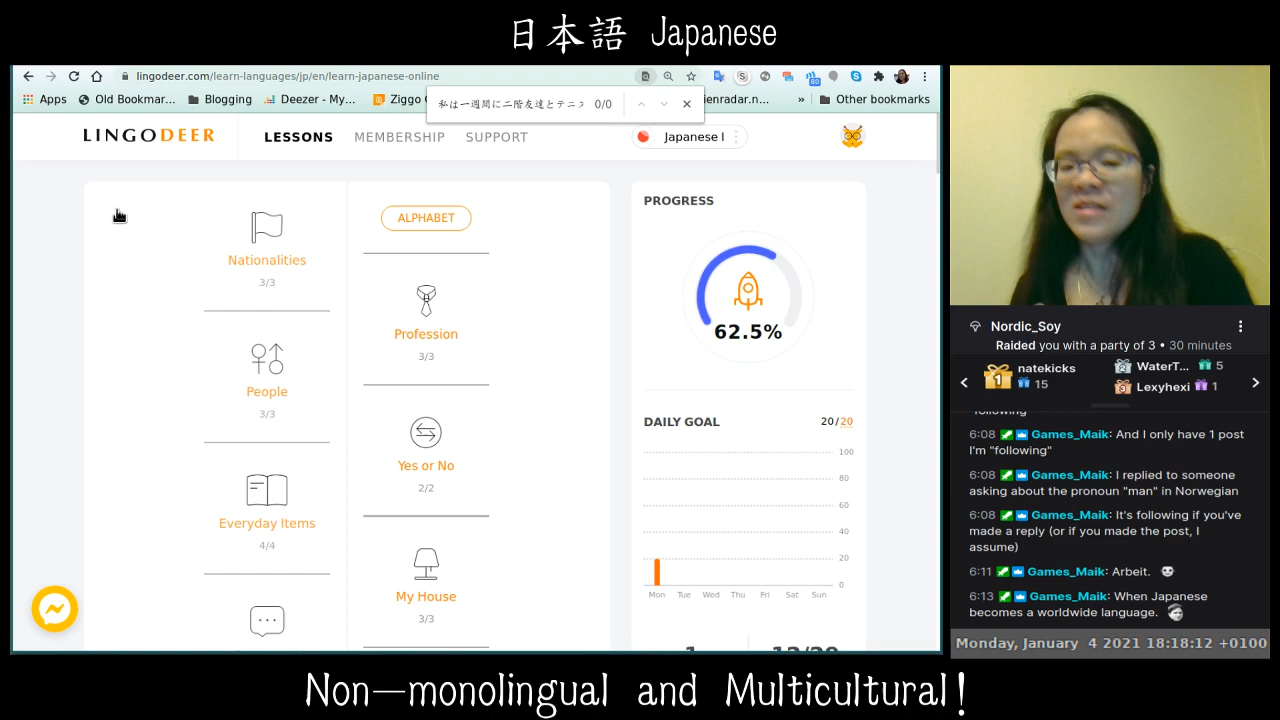 日本語 Japanese
lingodeer.com/learn-languages/jp/en/learn-japanese-online
Apps
Old Bookmar...
Blogging
Deezer - My...
Ziggo
ienradar.n...
»
Other bookmarks
私は一週間に二階友達とテニス
0/0
80
LINGODEER
LESSONS
MEMBERSHIP
SUPPORT
Japanese I
Nationalities
3/3
People
3/3
Everyday Items
4/4
ALPHABET
Profession
3/3
Yes or No
2/2
My House
3/3
PROGRESS
62.5%
DAILY GOAL
20/20
100
80
60
40
20
0
Mon Tue Wed Thu Fri Sat Sun
Nordic_Soy
Raided you with a party of 3 • 30 minutes
1 natekicks
15
2 WaterT... 5
3 Lexyhexi 1
following
6:08 Games_Maik: And I only have 1 post
I'm "following"
6:08 Games_Maik: I replied to someone
asking about the pronoun "man" in Norwegian
6:08 Games_Maik: It's following if you've
made a reply (or if you made the post, I
assume)
6:11 Games_Maik: Arbeit.
6:13 Games_Maik: When Japanese
becomes a worldwide language.
Monday, January 4 2021 18:18:12 +0100
Non-monolingual and Multicultural!